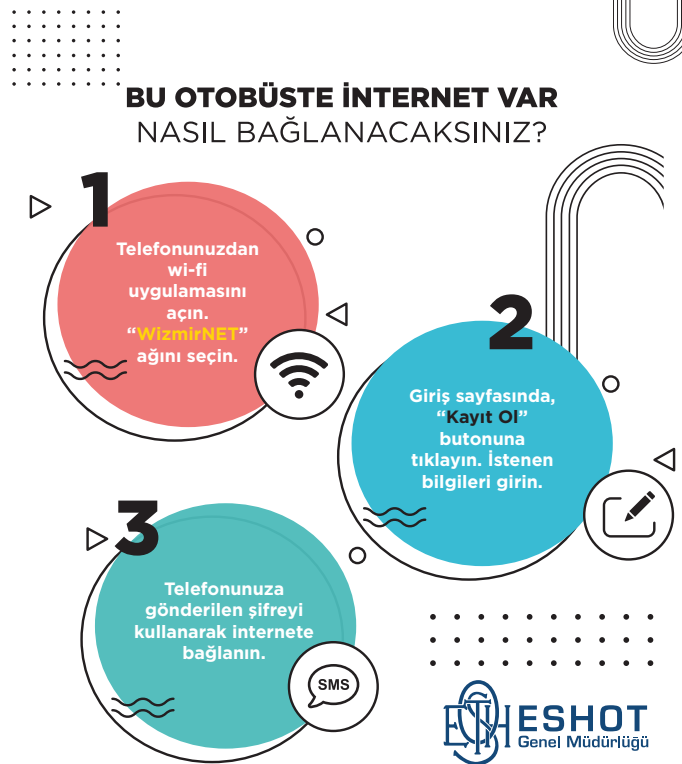 BU OTOBÜSTE İNTERNET VAR
NASIL BAĞLANACAKSINIZ?
1
Telefonunuzdan
wi-fi
uygulamasını
açın.
“WizmirNET”
ağını seçin.
2
Giriş sayfasında,
“Kayıt Ol”
butonuna
tıklayın. İstenen
bilgileri girin.
3
Telefonunuza
gönderilen şifreyi
kullanarak internete
bağlanın.
SMS
ESHOT
Genel Müdürlüğü